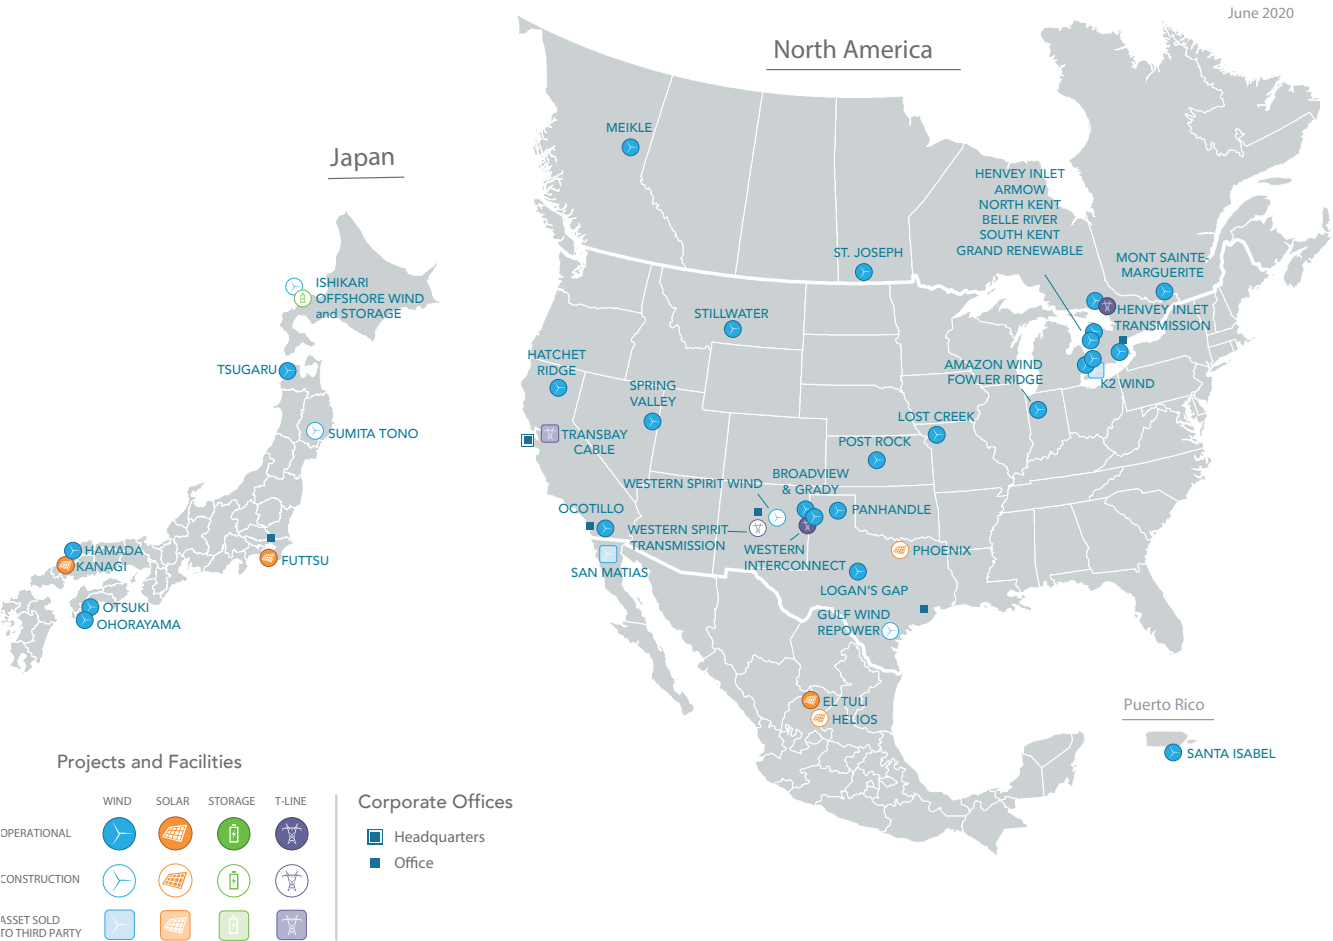 June 2020
North America
Japan
MEIKLE
HENVEY INLET
ARMOW
NORTH KENT
BELLE RIVER
SOUTH KENT
GRAND RENEWABLE
ST. JOSEPH
MONT SAINTE-
MARGUERITE
ISHIKARI
OFFSHORE WIND
and STORAGE
STILLWATER
HENVEY INLET
TRANSMISSION
HATCHET
RIDGE
TSUGARU
AMAZON WIND
FOWLER RIDGE
K2 WIND
SPRING
VALLEY
LOST CREEK
SUMITA TONO
TRANSBAY
CABLE
POST ROCK
BROADVIEW
& GRADY
WESTERN SPIRIT WIND
OCOTILLO
PANHANDLE
WESTERN SPIRIT
TRANSMISSION
WESTERN
INTERCONNECT
PHOENIX
HAMADA
KANAGI
FUTTSU
SAN MATIAS
LOGAN'S GAP
OTSUKI
OHORAYAMA
GULF WIND
REPOWER
EL TULI
HELIOS
Puerto Rico
SANTA ISABEL
Projects and Facilities
WIND SOLAR STORAGE T-LINE
OPERATIONAL
CONSTRUCTION
ASSET SOLD
TO THIRD PARTY
Corporate Offices
Headquarters
Office